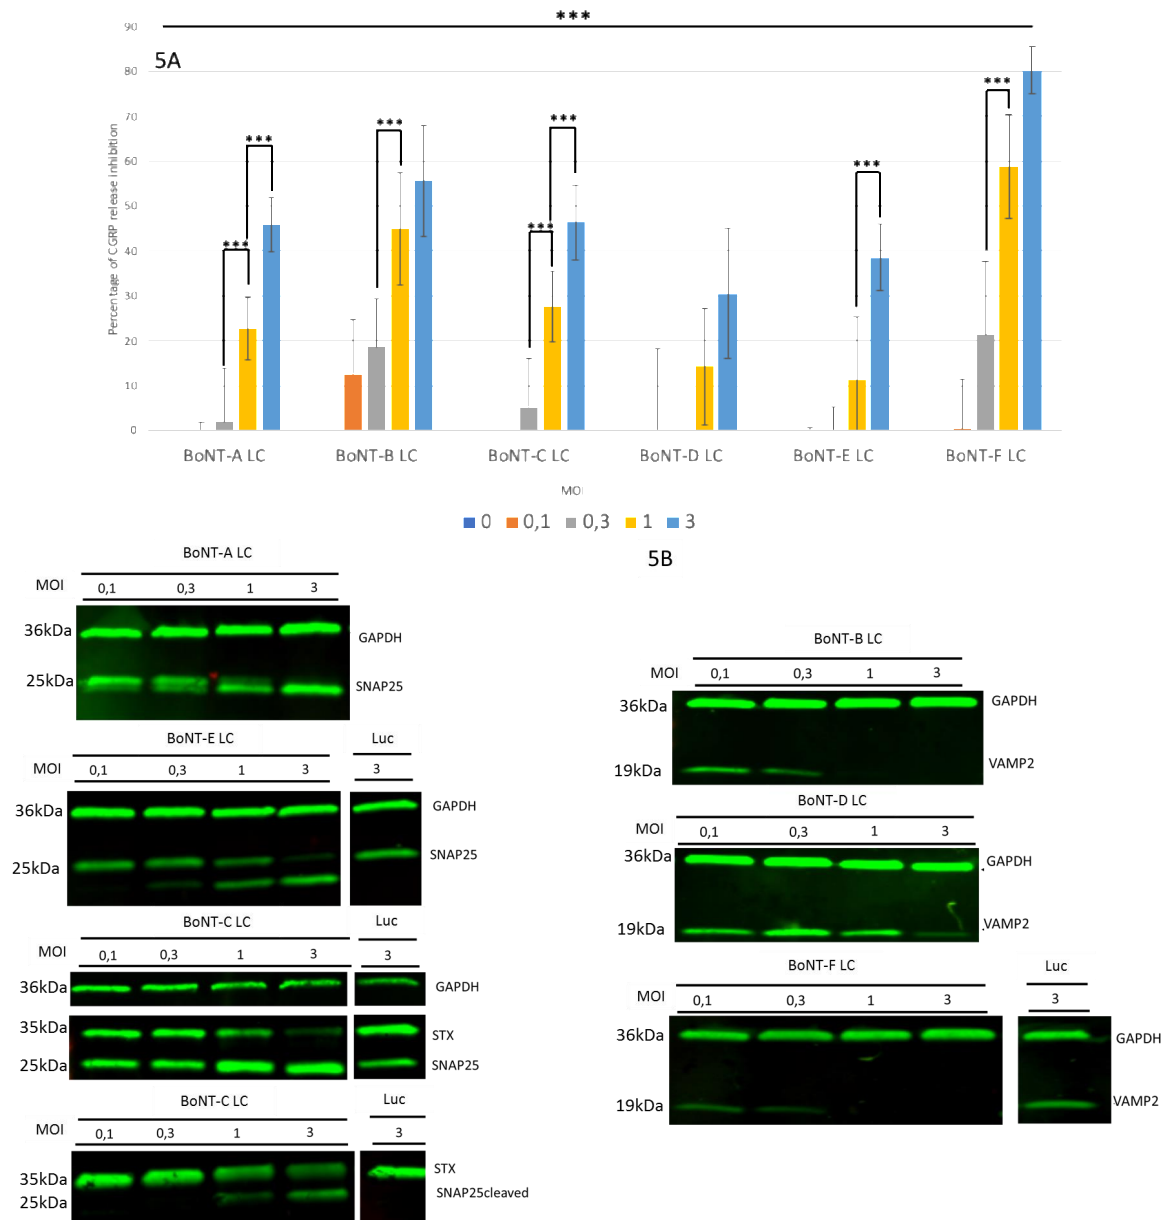 ***
90
5A
80
70
60
50
40
30
20
10
0
Percentage of CGRP release inhibition
***
***
***
***
***
***
***
BoNT-A LC BoNT-B LC BoNT-C LC BoNT-D LC BoNT-E LC BoNT-F LC
MOI
0 0,1 0,3 1 3
5B
BoNT-A LC
MOI 0,1 0,3 1 3
36kDa GAPDH
25kDa SNAP25
BoNT-E LC Luc
MOI 0,1 0,3 1 3 3
36kDa GAPDH
25kDa SNAP25
BoNT-C LC Luc
MOI 0,1 0,3 1 3 3
36kDa GAPDH
35kDa STX
25kDa SNAP25
BoNT-C LC Luc
MOI 0,1 0,3 1 3 3
35kDa STX
25kDa SNAP25cleaved
BoNT-B LC
MOI 0,1 0,3 1 3
36kDa GAPDH
19kDa VAMP2
BoNT-D LC
MOI 0,1 0,3 1 3
36kDa GAPDH
19kDa VAMP2
BoNT-F LC Luc
MOI 0,1 0,3 1 3 3
36kDa GAPDH
19kDa VAMP2